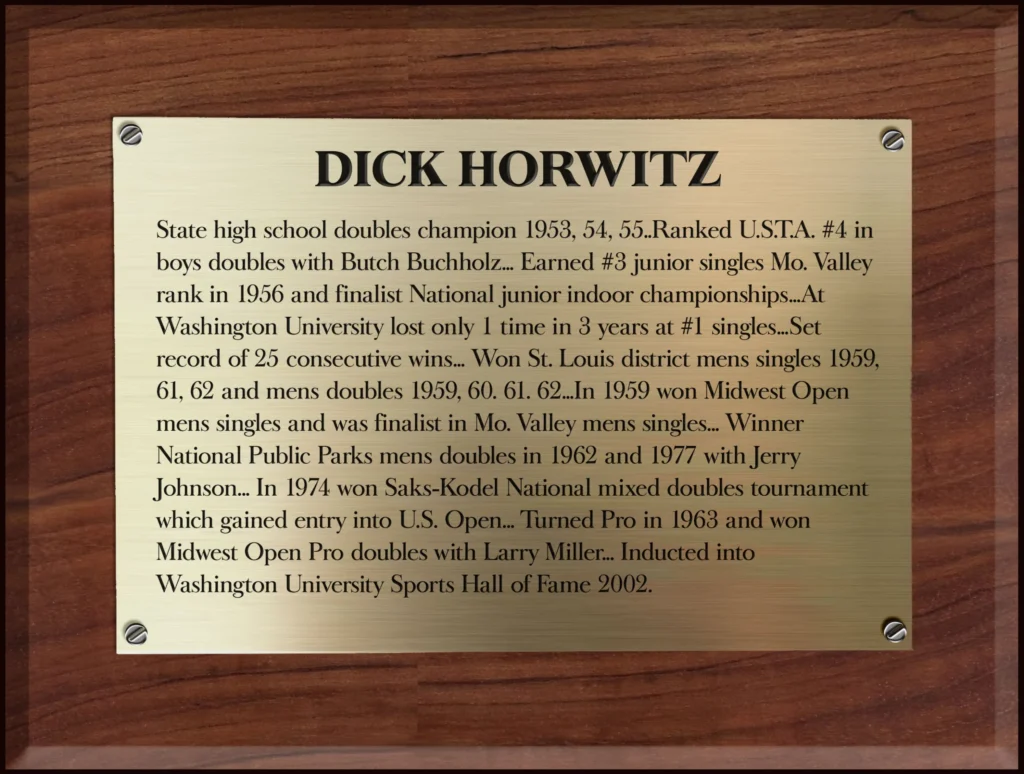 DICK HORWITZ
State high school doubles champion 1953, 54, 55..Ranked U.S.T.A. #4 in
boys doubles with Butch Buchholz... Earned #3 junior singles Mo. Valley
rank in 1956 and finalist National junior indoor championships...At
Washington University lost only 1 time in 3 years at #1 singles...Set
record of 25 consecutive wins... Won St. Louis district mens singles 1959,
61, 62 and mens doubles 1959, 60. 61. 62...In 1959 won Midwest Open
mens singles and was finalist in Mo. Valley mens singles... Winner
National Public Parks mens doubles in 1962 and 1977 with Jerry
Johnson... In 1974 won Saks-Kodel National mixed doubles tournament
which gained entry into U.S. Open... Turned Pro in 1963 and won
Midwest Open Pro doubles with Larry Miller... Inducted into
Washington University Sports Hall of Fame 2002.